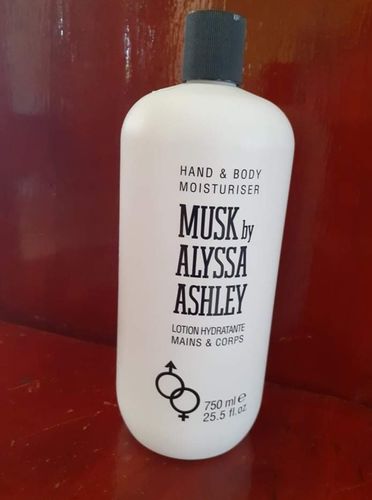 HAND & BODY
MOISTURISER
MUSK by
ALYSSA
ASHLEY
LOTION HYDRATANTE
MAINS & CORPS
750 ml ℮
25.5 fl.oz